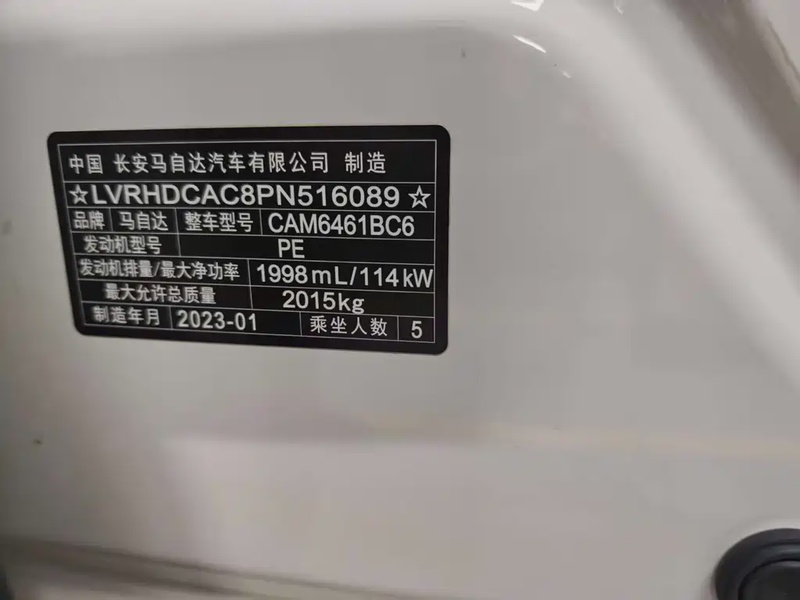 中国 长安马自达汽车有限公司 制造
☆LVRHDCAC8PN516089☆
品牌 马自达 整车型号 CAM6461BC6
发动机型号 PE
发动机排量/最大净功率 1998mL/114kW
最大允许总质量 2015kg
制造年月 2023-01 乘坐人数 5